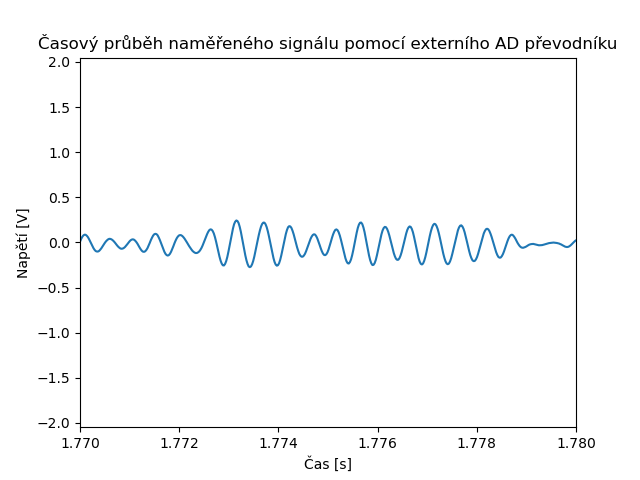 Časový průběh naměřeného signálu pomocí externího AD převodníku
2.0
1.5
1.0
0.5
0.0
−0.5
−1.0
−1.5
−2.0
Napětí [V]
1.770 1.772 1.774 1.776 1.778 1.780
Čas [s]